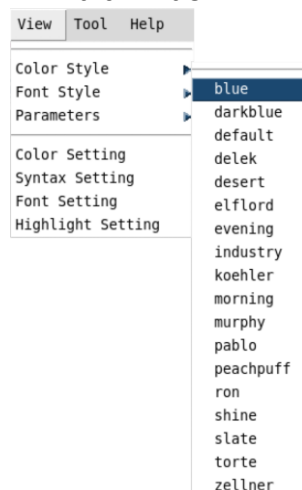 View Tool Help
Color Style
Font Style
Parameters
Color Setting
Syntax Setting
Font Setting
Highlight Setting
blue
darkblue
default
delek
desert
elflord
evening
industry
koehler
morning
murphy
pablo
peachpuff
ron
shine
slate
torte
zellner